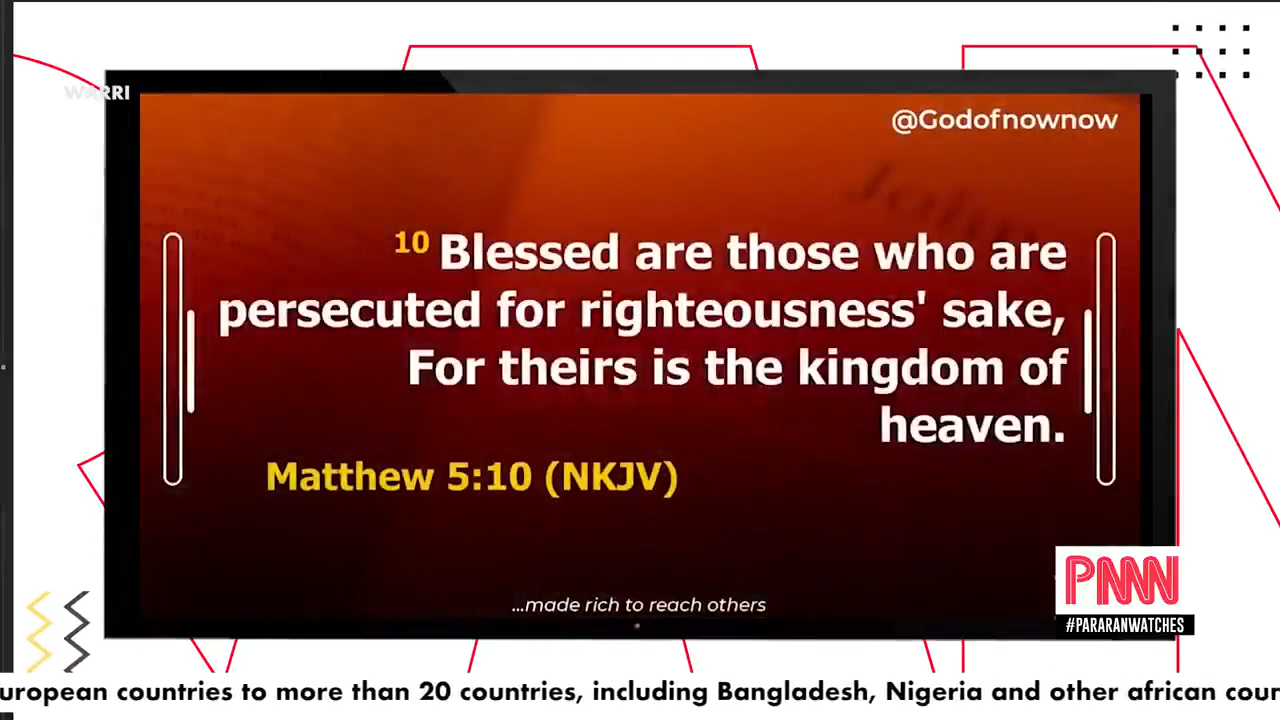 WARRI
@Godofnownow
John
10 Blessed are those who are
persecuted for righteousness' sake,
For theirs is the kingdom of
heaven.
Matthew 5:10 (NKJV)
...made rich to reach others
PNNN
#PARARANWATCHES
uropean countries to more than 20 countries, including Bangladesh, Nigeria and other african cour